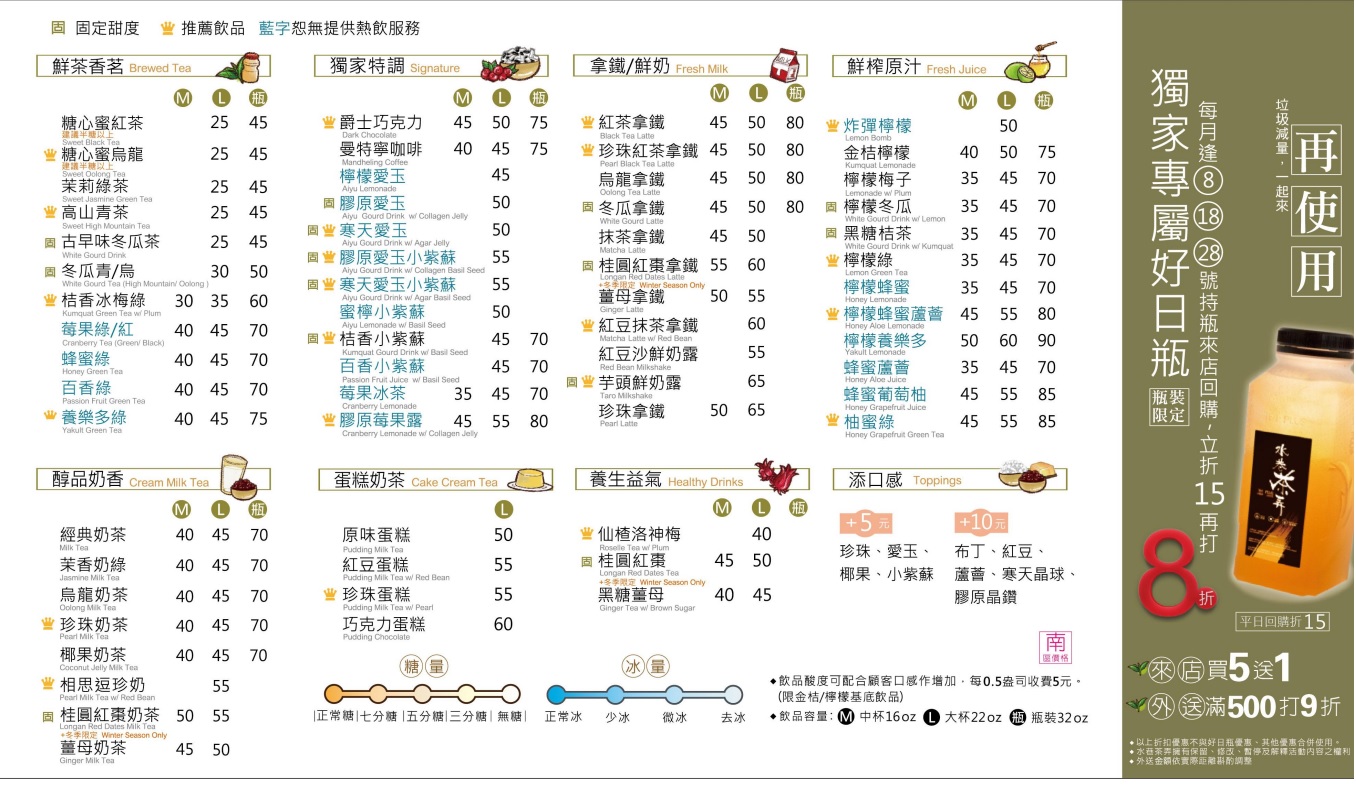 固 固定甜度 推薦飲品 藍字恕無提供熱飲服務
鮮茶香茗 Brewed Tea
M L 瓶
糖心蜜紅茶 25 45
建議半糖以上
Sweet Black Tea
糖心蜜烏龍 25 45
建議半糖以上
Sweet Oolong Tea
茉莉綠茶 25 45
Sweet Jasmine Green Tea
高山青茶 25 45
Sweet High Mountain Tea
固 古早味冬瓜茶 25 45
White Gourd Drink
固 冬瓜青/烏 30 50
White Gourd Tea (High Mountain/ Oolong )
桔香冰梅綠 30 35 60
Kumquat Green Tea w/ Plum
莓果綠/紅 40 45 70
Cranberry Tea (Green/ Black)
蜂蜜綠 40 45 70
Honey Green Tea
百香綠 40 45 70
Passion Fruit Green Tea
養樂多綠 40 45 75
Yakult Green Tea
獨家特調 Signature
M L 瓶
爵士巧克力 45 50 75
Dark Chocolate
曼特寧咖啡 40 45 75
Mandheling Coffee
檸檬愛玉 45
Aiyu Lemonade
固 膠原愛玉 50
Aiyu Gourd Drink w/ Collagen Jelly
固 寒天愛玉 50
Aiyu Gourd Drink w/ Agar Jelly
固 膠原愛玉小紫蘇 55
Aiyu Gourd Drink w/ Collagen Basil Seed
固 寒天愛玉小紫蘇 55
Aiyu Gourd Drink w/ Agar Basil Seed
蜜檸小紫蘇 50
Aiyu Lemonade w/ Basil Seed
固 桔香小紫蘇 45 70
Kumquat Gourd Drink w/ Basil Seed
百香小紫蘇 45 70
Passion Fruit Juice w/ Basil Seed
莓果冰茶 35 45 70
Cranberry Lemonade
膠原莓果露 45 55 80
Cranberry Lemonade w/ Collagen Jelly
拿鐵/鮮奶 Fresh Milk
M L 瓶
紅茶拿鐵 45 50 80
Black Tea Latte
珍珠紅茶拿鐵 45 50 80
Pearl Black Tea Latte
烏龍拿鐵 45 50 80
Oolong Tea Latte
固 冬瓜拿鐵 45 50 80
White Gourd Latte
抹茶拿鐵 45 50
Matcha Latte
固 桂圓紅棗拿鐵 55 60
Longan Red Dates Latte
+冬季限定 Winter Season Only
薑母拿鐵 50 55
Ginger Latte
紅豆抹茶拿鐵 60
Matcha Latte w/ Red Bean
紅豆沙鮮奶露 55
Red Bean Milkshake
固 芋頭鮮奶露 65
Taro Milkshake
珍珠拿鐵 50 65
Pearl Latte
鮮榨原汁 Fresh Juice
M L 瓶
炸彈檸檬 50
Lemon Bomb
金桔檸檬 40 50 75
Kumquat Lemonade
檸檬梅子 35 45 70
Lemonade w/ Plum
固 檸檬冬瓜 35 45 70
White Gourd Drink w/ Lemon
固 黑糖桔茶 35 45 70
White Gourd Drink w/ Kumquat
檸檬綠 35 45 70
Lemon Green Tea
檸檬蜂蜜 35 45 70
Honey Lemonade
檸檬蜂蜜蘆薈 45 55 80
Honey Aloe Lemonade
檸檬養樂多 50 60 90
Yakult Lemonade
蜂蜜蘆薈 35 45 70
Honey Aloe Juice
蜂蜜葡萄柚 45 55 85
Honey Grapefruit Juice
柚蜜綠 45 55 85
Honey Grapefruit Green Tea
醇品奶香 Cream Milk Tea
M L 瓶
經典奶茶 40 45 70
Milk Tea
茉香奶綠 40 45 70
Jasmine Milk Tea
烏龍奶茶 40 45 70
Oolong Milk Tea
珍珠奶茶 40 45 70
Pearl Milk Tea
椰果奶茶 40 45 70
Coconut Jelly Milk Tea
相思逗珍奶 55
Pearl Milk Tea w/ Red Bean
固 桂圓紅棗奶茶 50 55
Longan Red Dates Milk Tea
+冬季限定 Winter Season Only
薑母奶茶 45 50
Ginger Milk Tea
蛋糕奶茶 Cake Cream Tea
L
原味蛋糕 50
Pudding Milk Tea
紅豆蛋糕 55
Pudding Milk Tea w/ Red Bean
珍珠蛋糕 55
Pudding Milk Tea w/ Pearl
巧克力蛋糕 60
Pudding Chocolate
養生益氣 Healthy Drinks
M L 瓶
仙楂洛神梅 40
Roselle Tea w/ Plum
固 桂圓紅棗 45 50
Longan Red Dates Tea
+冬季限定 Winter Season Only
黑糖薑母 40 45
Ginger Tea w/ Brown Sugar
添口感 Toppings
+5元 +10元
珍珠、愛玉、 布丁、紅豆、
椰果、小紫蘇 蘆薈、寒天晶球、
膠原晶鑽
南
區價格
糖量
正常糖 七分糖 五分糖 三分糖 無糖
冰量
正常冰 少冰 微冰 去冰
◆飲品酸度可配合顧客口感作增加，每0.5盎司收費5元。
(限金桔/檸檬基底飲品)
◆飲品容量: M 中杯16oz L 大杯22oz 瓶 瓶裝32oz
再使用
垃圾減量，一起來
每月逢8 18 28號持瓶來店回購，立折15再打
8折
獨家專屬好日瓶
瓶裝限定
水巷茶弄
平日回購折15
來店買5送1
外送滿500打9折
◆以上折扣優惠不與好日瓶優惠、其他優惠合併使用。
◆水巷茶弄擁有保留、修改、暫停及解釋活動內容之權利
◆外送金額依實際距離斟酌調整